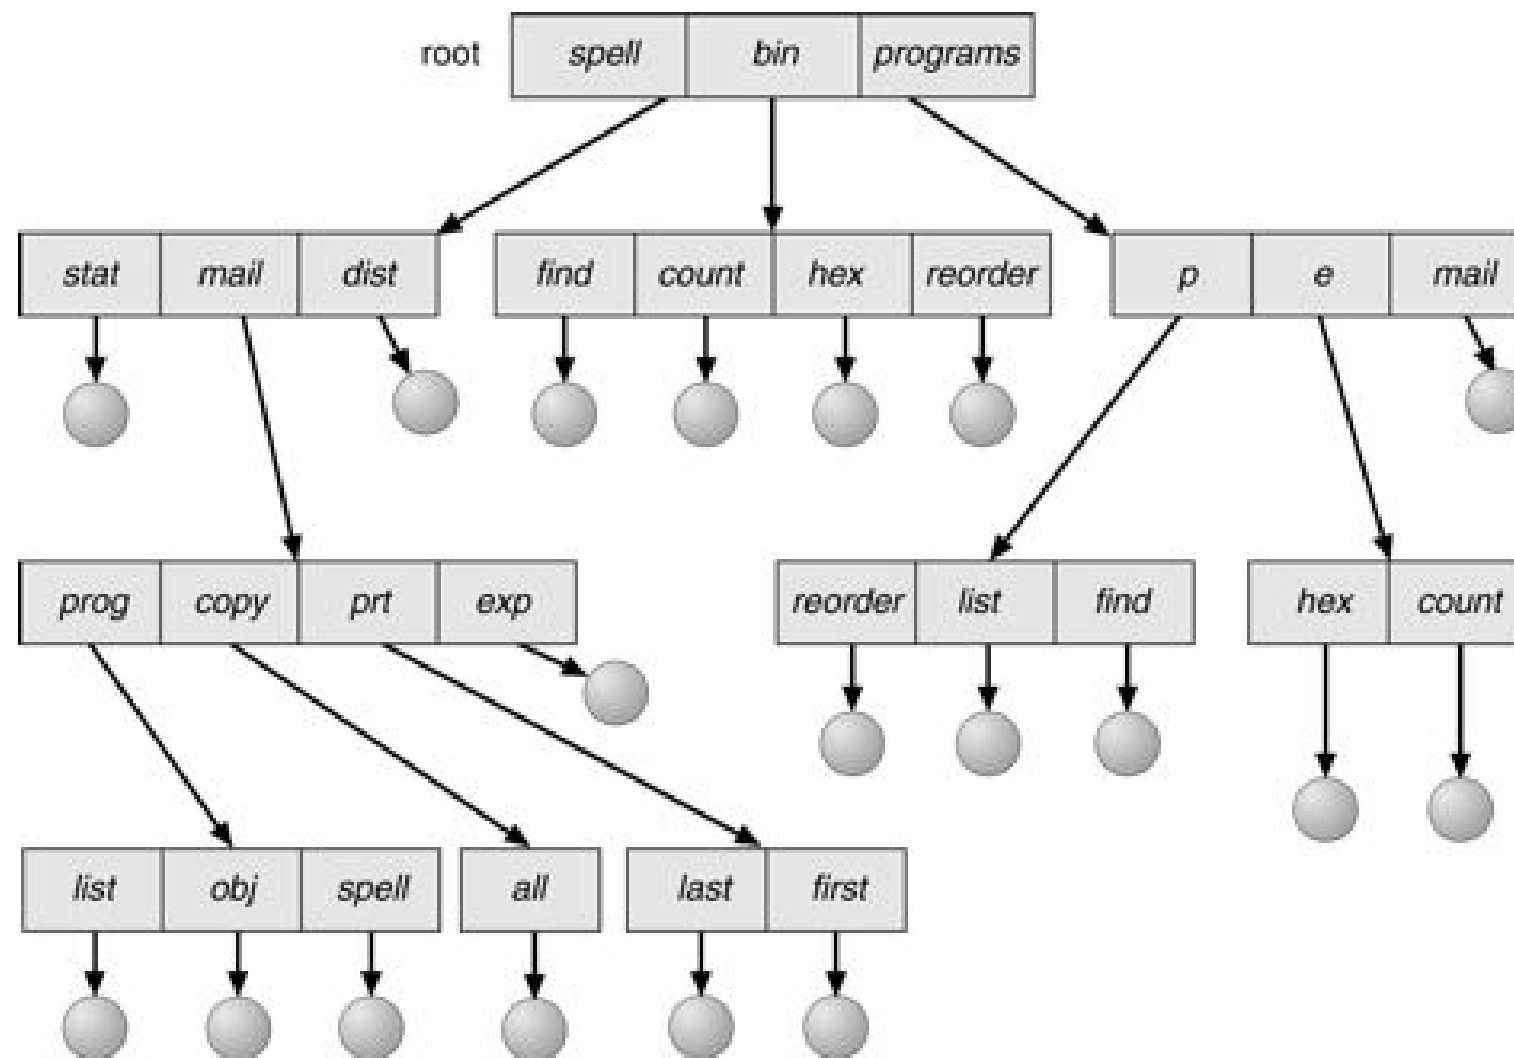 root spell bin programs
stat mail dist find count hex reorder p e mail
prog copy prt exp reorder list find hex count
list obj spell all last first